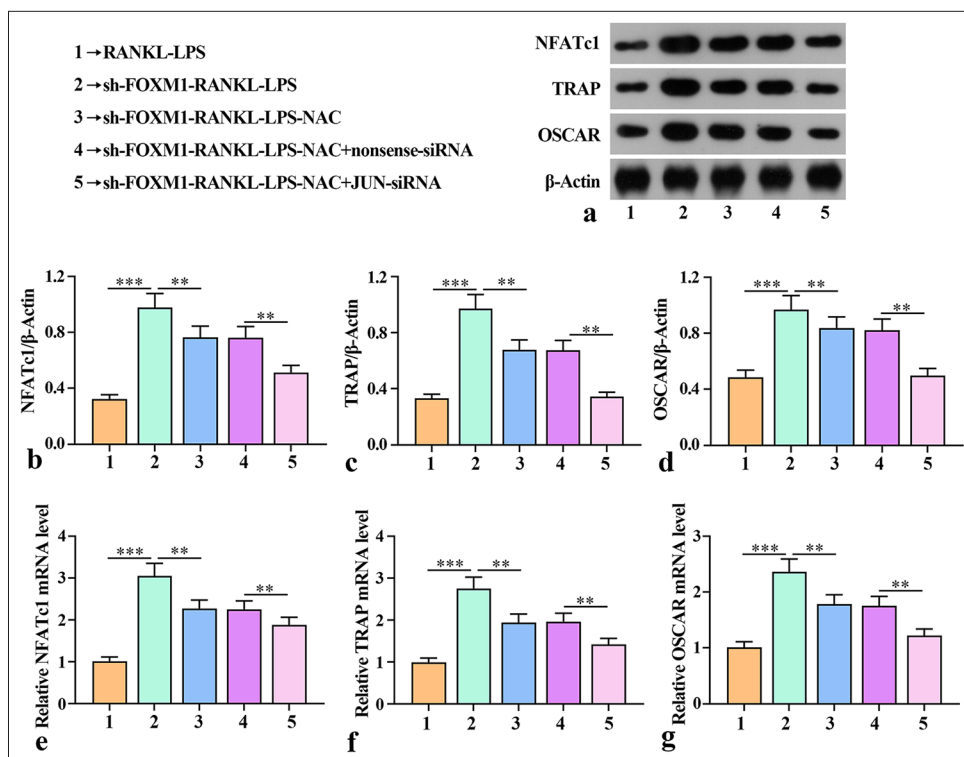 1→RANKL-LPS
2→sh-FOXM1-RANKL-LPS
3→sh-FOXM1-RANKL-LPS-NAC
4→sh-FOXM1-RANKL-LPS-NAC+nonsense-siRNA
5→sh-FOXM1-RANKL-LPS-NAC+JUN-siRNA
NFATc1
TRAP
OSCAR
β-Actin
a 1 2 3 4 5
NFATc1/β-Actin
1.2
0.8
0.4
0.0
*** **
**
1 2 3 4 5
b
TRAP/β-Actin
1.2
0.8
0.4
0.0
*** **
**
1 2 3 4 5
c
OSCAR/β-Actin
1.2
0.8
0.4
0.0
*** **
**
1 2 3 4 5
d
Relative NFATc1 mRNA level
4
3
2
1
0
*** **
**
1 2 3 4 5
e
Relative TRAP mRNA level
4
3
2
1
0
*** **
**
1 2 3 4 5
f
Relative OSCAR mRNA level
3
2
1
0
*** **
**
1 2 3 4 5
g